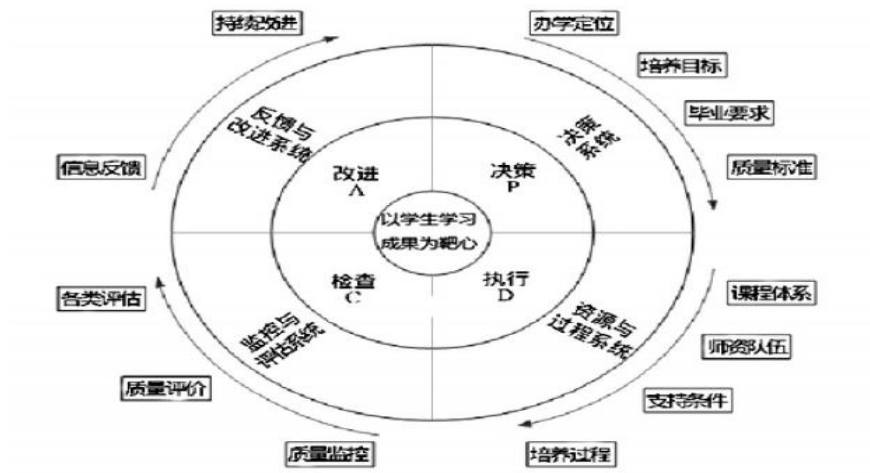 持续改进
办学定位
培养目标
毕业要求
质量标准
信息反馈
反馈与
改进系统
决策
系统
改进
A
决策
P
以学生学习
成果为靶心
检查
C
执行
D
各类评估
监控与
评估系统
资源与
过程系统
课程体系
师资队伍
支持条件
质量评价
质量监控
培养过程